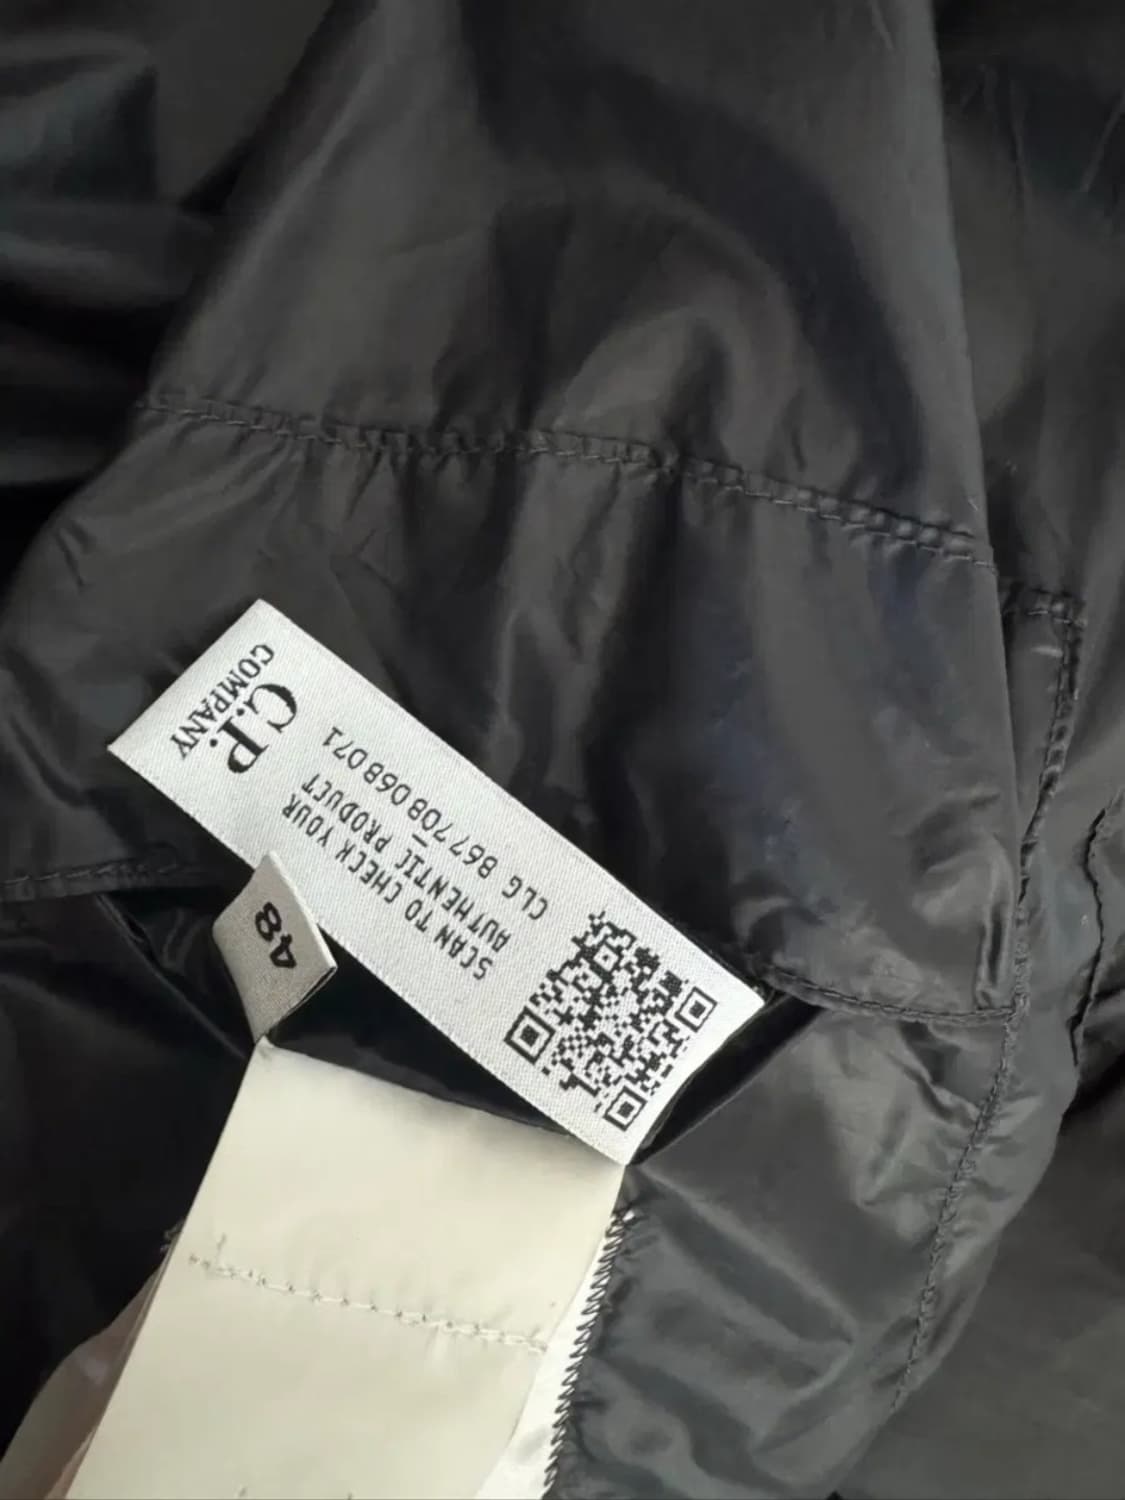 C.P.
COMPANY
SCAN TO CHECK YOUR
AUTHENTIC PRODUCT
CLG 867708068071
48